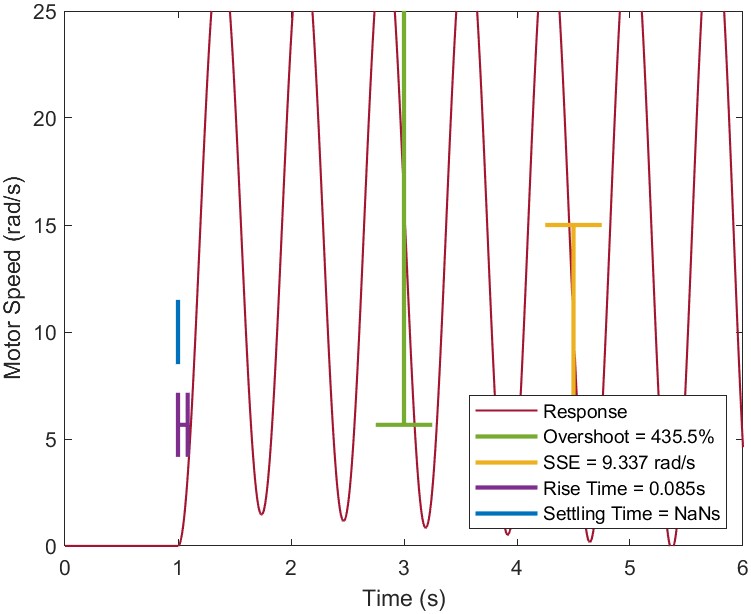 25
20
15
10
5
0
Motor Speed (rad/s)
Response
Overshoot = 435.5%
SSE = 9.337 rad/s
Rise Time = 0.085s
Settling Time = NaNs
0 1 2 3 4 5 6
Time (s)